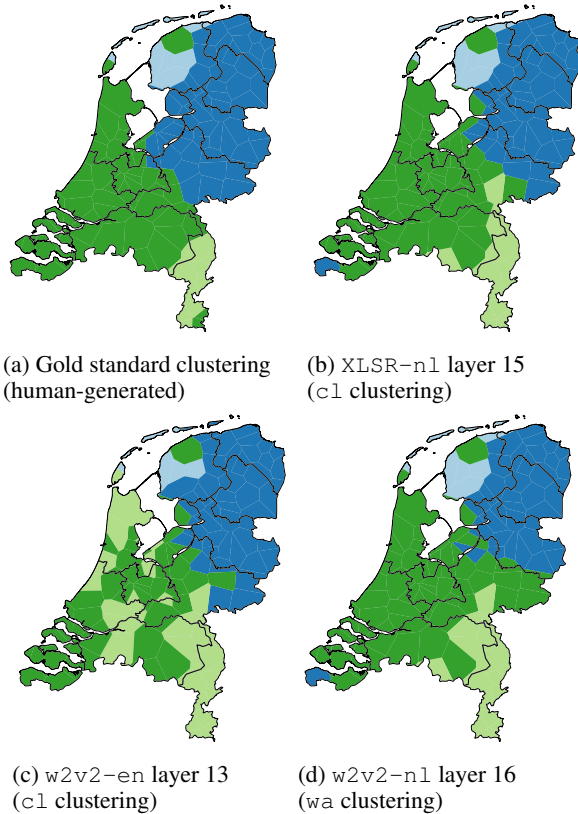 (a) Gold standard clustering
(human-generated)
(b) XLSR-nl layer 15
(cl clustering)
(c) w2v2-en layer 13
(cl clustering)
(d) w2v2-nl layer 16
(wa clustering)